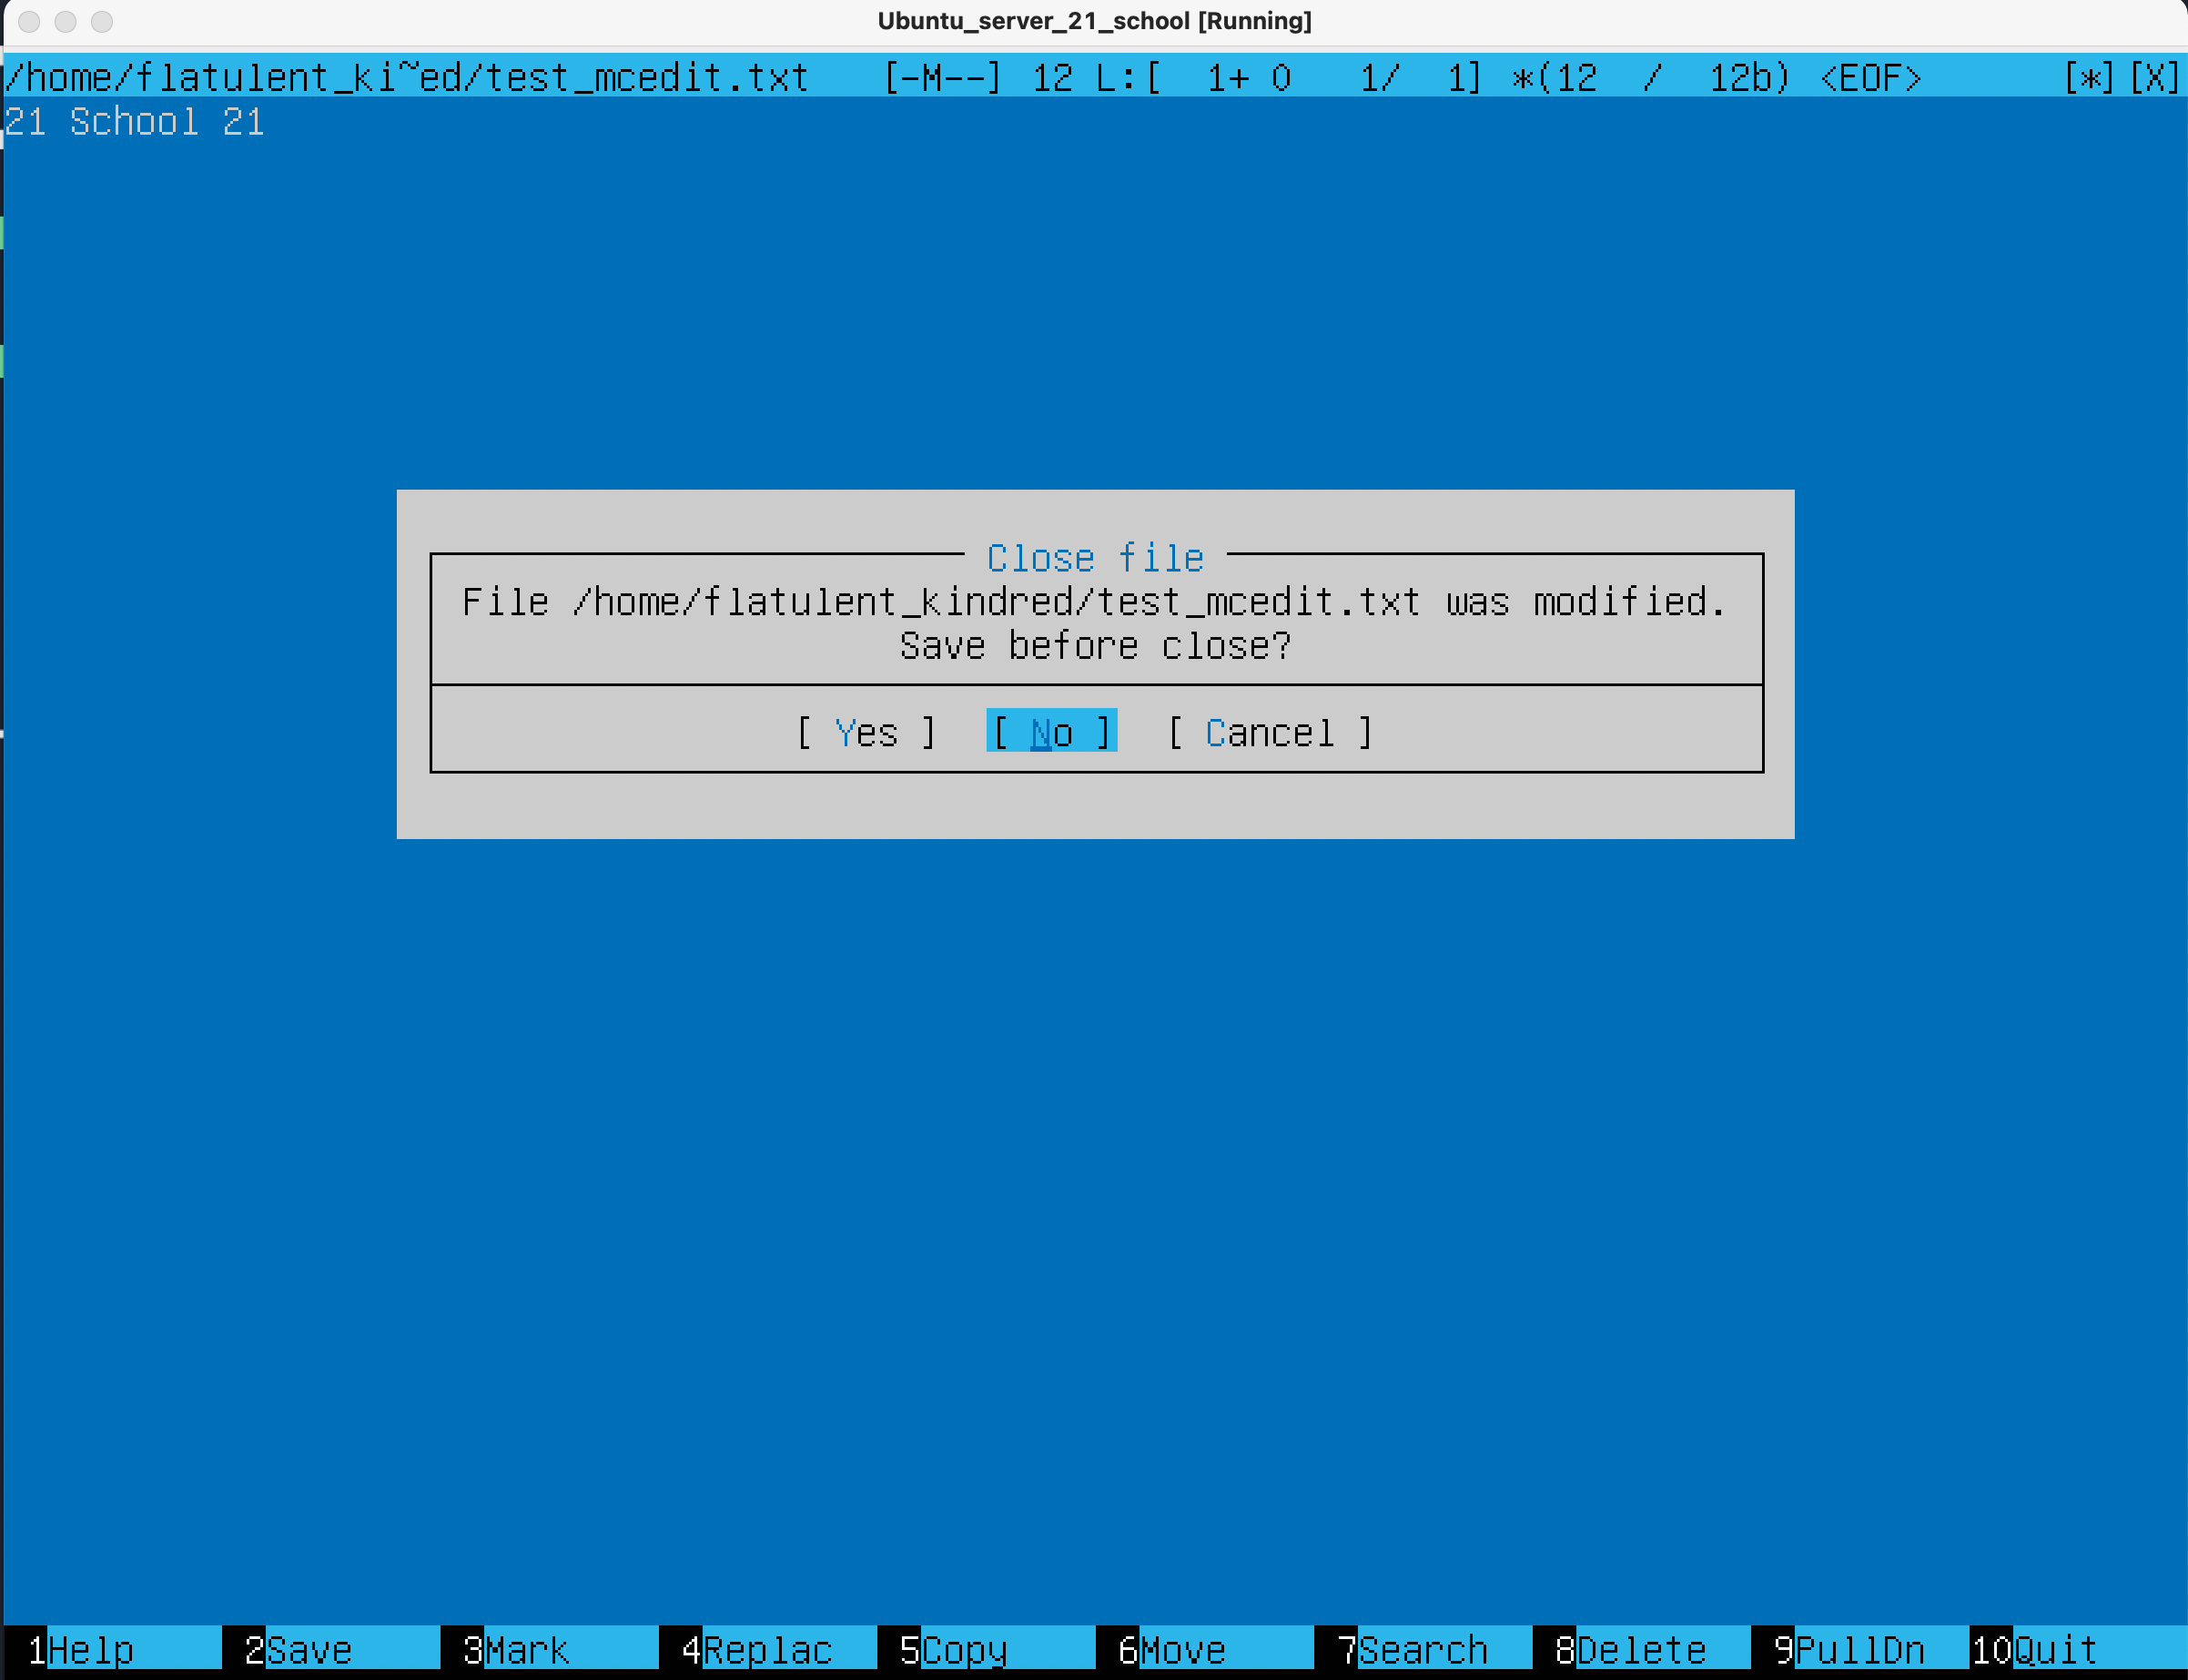 Ubuntu_server_21_school [Running]
/home/flatulent_ki~ed/test_mcedit.txt [-M--] 12 L:[ 1+ 0 1/ 1] *(12 / 12b) <EOF> [*][X]
21 School 21
Close file
File /home/flatulent_kindred/test_mcedit.txt was modified.
Save before close?
[ Yes ] [ No ] [ Cancel ]
1Help 2Save 3Mark 4Replac 5Copy 6Move 7Search 8Delete 9PullDn 10Quit